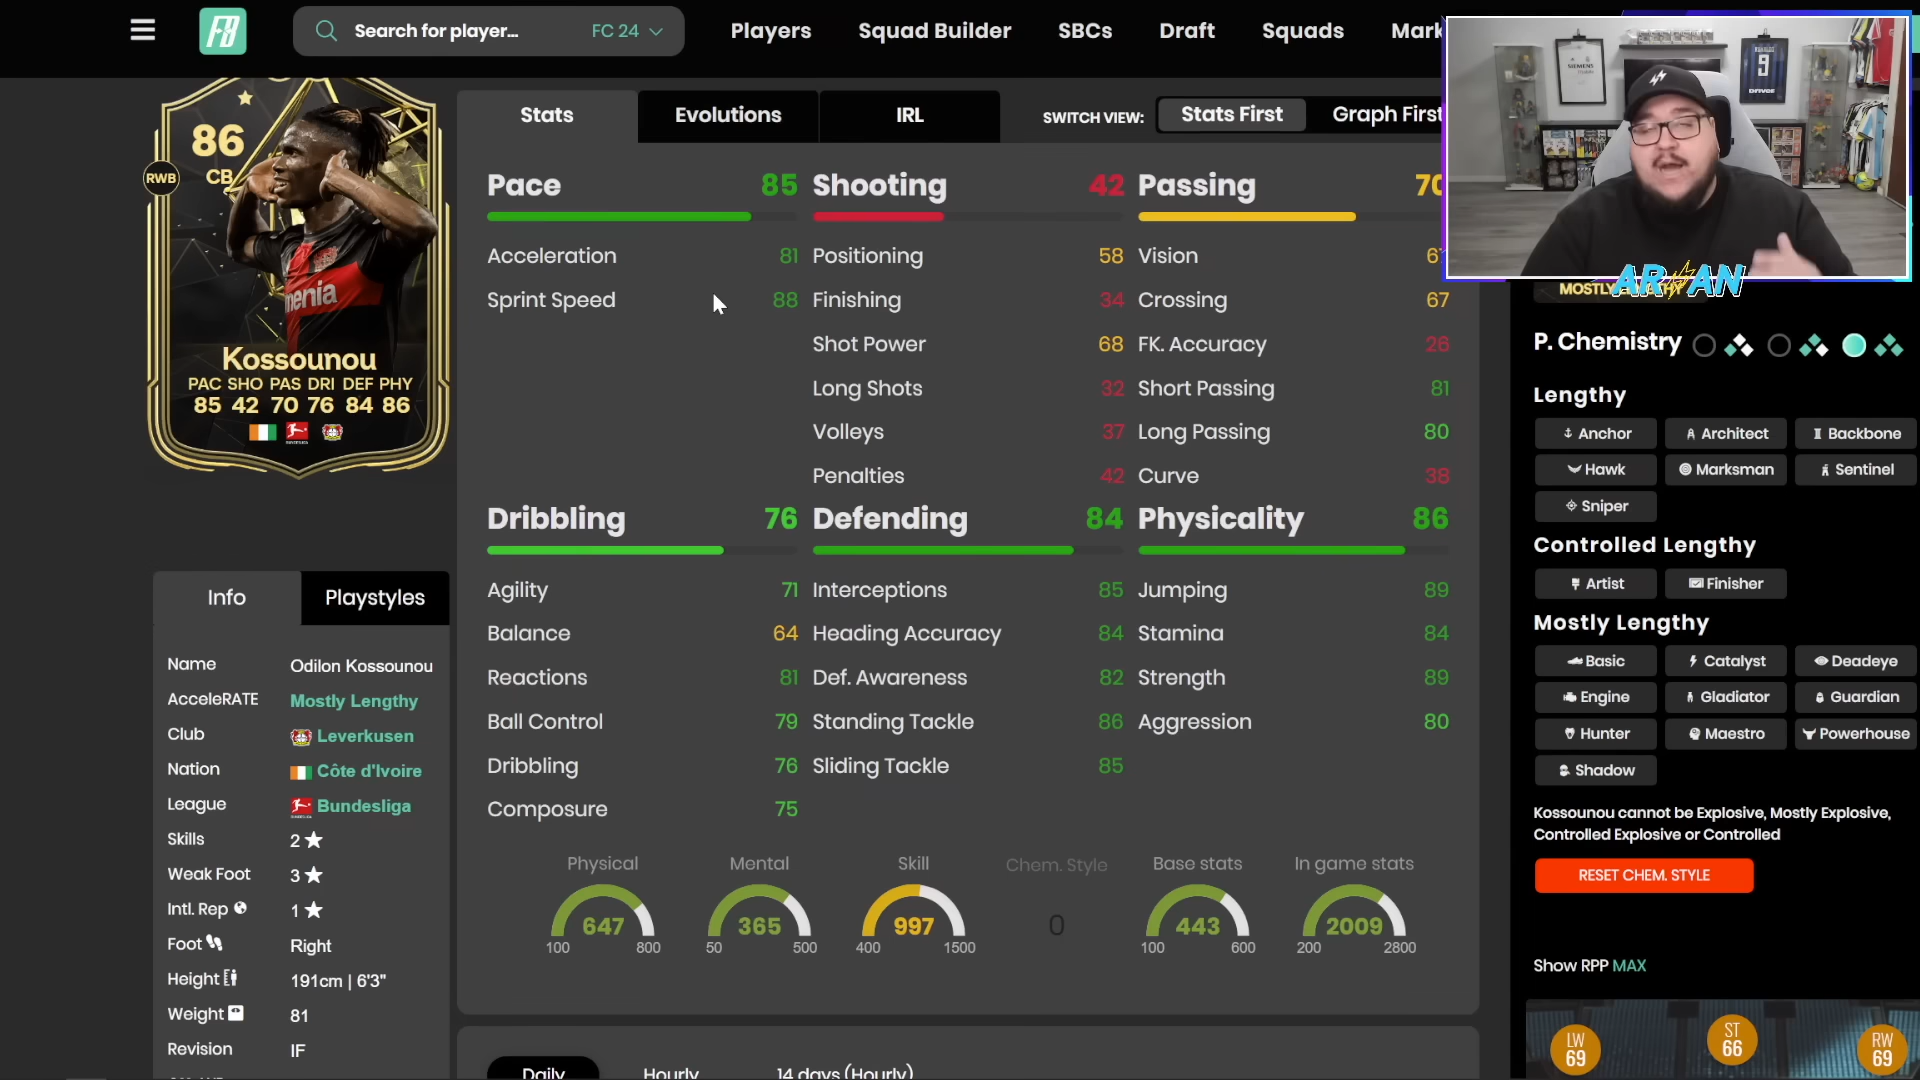 FB
Search for player...
FC 24
Players
Squad Builder
SBCs
Draft
Squads
Mark
86
CB
RWB
Kossounou
PAC SHO PAS DRI DEF PHY
85 42 70 76 84 86
Stats
Evolutions
IRL
SWITCH VIEW:
Stats First
Graph First
Pace 85
Acceleration 81
Sprint Speed 88
Shooting 42
Positioning 58
Finishing 34
Shot Power 68
Long Shots 32
Volleys 37
Penalties 42
Passing 70
Vision
Crossing 67
FK. Accuracy 26
Short Passing 81
Long Passing 80
Curve 38
Dribbling 76
Agility 71
Balance 64
Reactions 81
Ball Control 79
Dribbling 76
Composure 75
Defending 84
Interceptions 85
Heading Accuracy 84
Def. Awareness 82
Standing Tackle 86
Sliding Tackle 85
Physicality 86
Jumping 89
Stamina 84
Strength 89
Aggression 80
Physical
647
100 800
Mental
365
50 500
Skill
997
400 1500
Chem. Style
0
Base stats
443
100 600
In game stats
2009
200 2800
Daily
Hourly
14 days (Hourly)
Info
Playstyles
Name Odilon Kossounou
AcceleRATE Mostly Lengthy
Club Leverkusen
Nation Côte d'Ivoire
League Bundesliga
Skills 2
Weak Foot 3
Intl. Rep 1
Foot Right
Height 191cm | 6'3"
Weight 81
Revision IF
SIEMENS
9
ARMAN
P. Chemistry
Lengthy
Anchor
Architect
Backbone
Hawk
Marksman
Sentinel
Sniper
Controlled Lengthy
Artist
Finisher
Mostly Lengthy
Basic
Catalyst
Deadeye
Engine
Gladiator
Guardian
Hunter
Maestro
Powerhouse
Shadow
Kossounou cannot be Explosive, Mostly Explosive,
Controlled Explosive or Controlled
RESET CHEM. STYLE
Show RPP MAX
LW
69
ST
66
RW
69